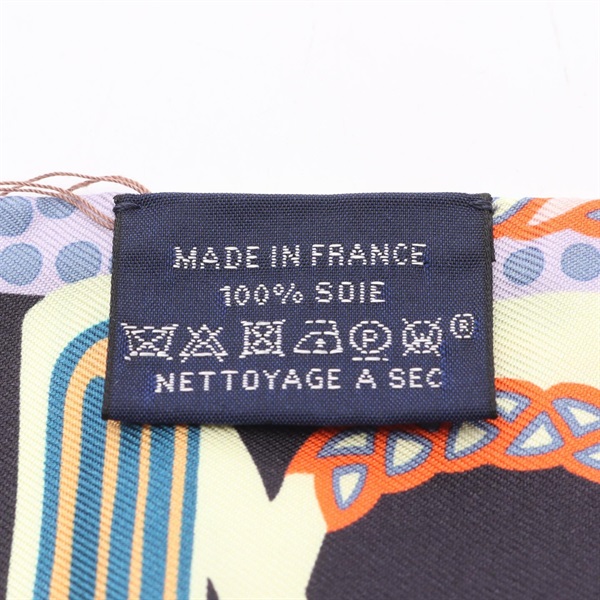 MADE IN FRANCE
100% SOIE
P W ®
NETTOYAGE A SEC